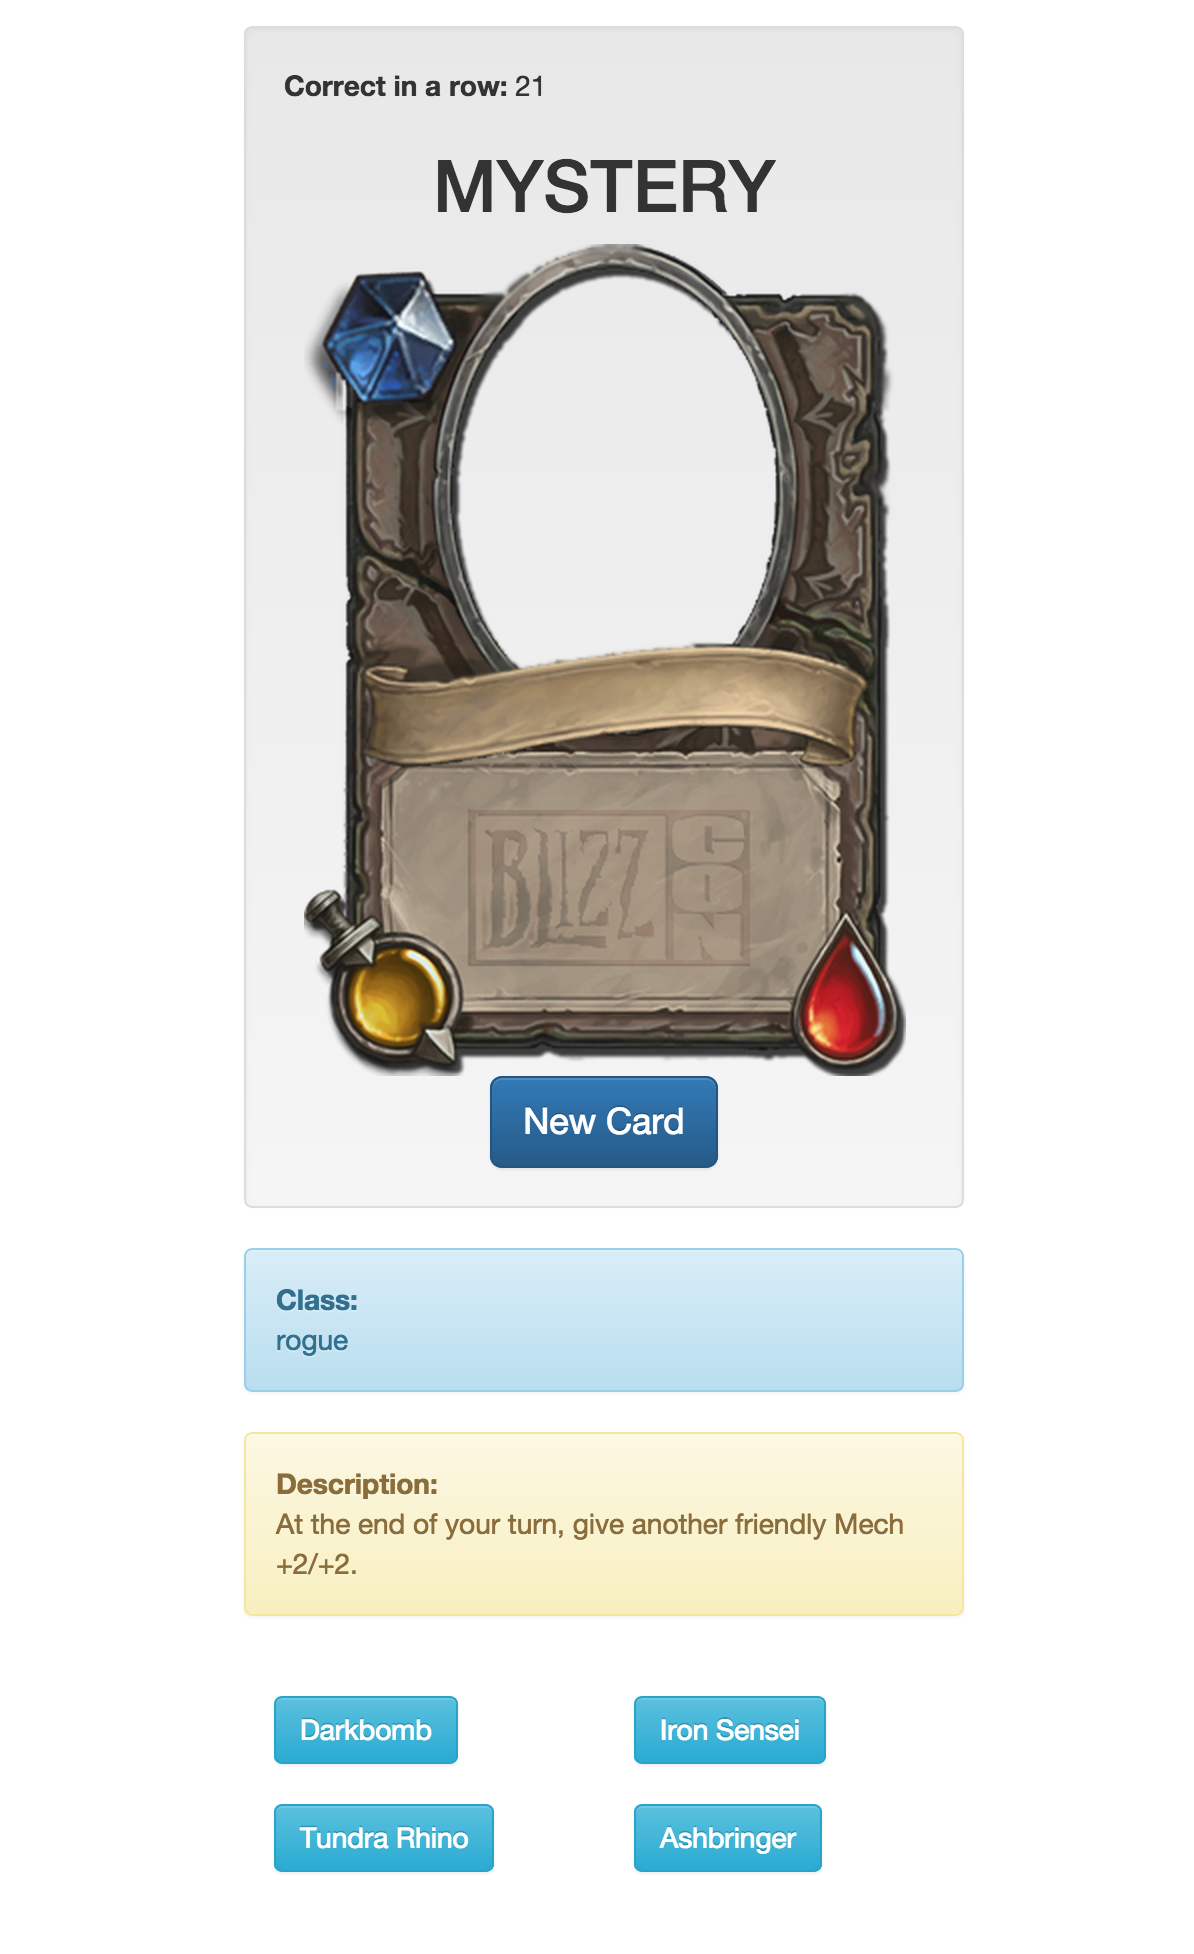 Correct in a row: 21
MYSTERY
BLIZZ
CON
New Card
Class:
rogue
Description:
At the end of your turn, give another friendly Mech
+2/+2.
Darkbomb
Iron Sensei
Tundra Rhino
Ashbringer